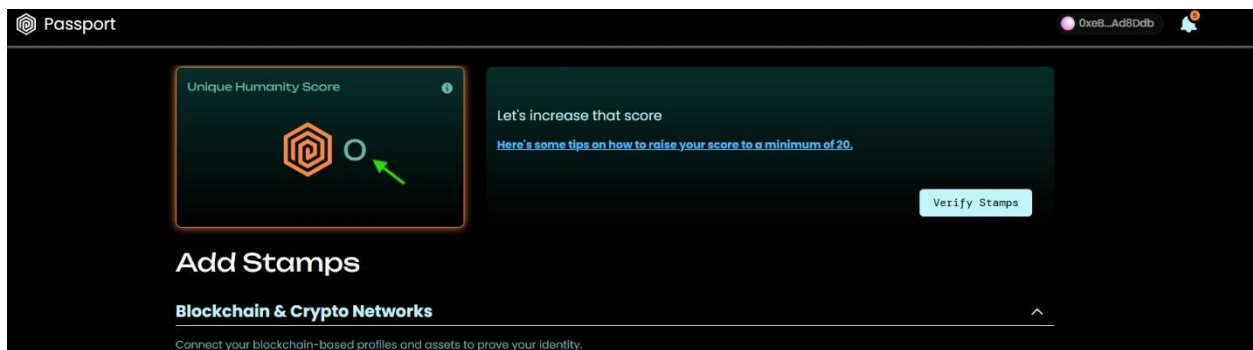 Passport
0xeB...Ad8Ddb
Unique Humanity Score
0
Let's increase that score
Here's some tips on how to raise your score to a minimum of 20.
Verify Stamps
Add Stamps
Blockchain & Crypto Networks
Connect your blockchain-based profiles and assets to prove your identity.